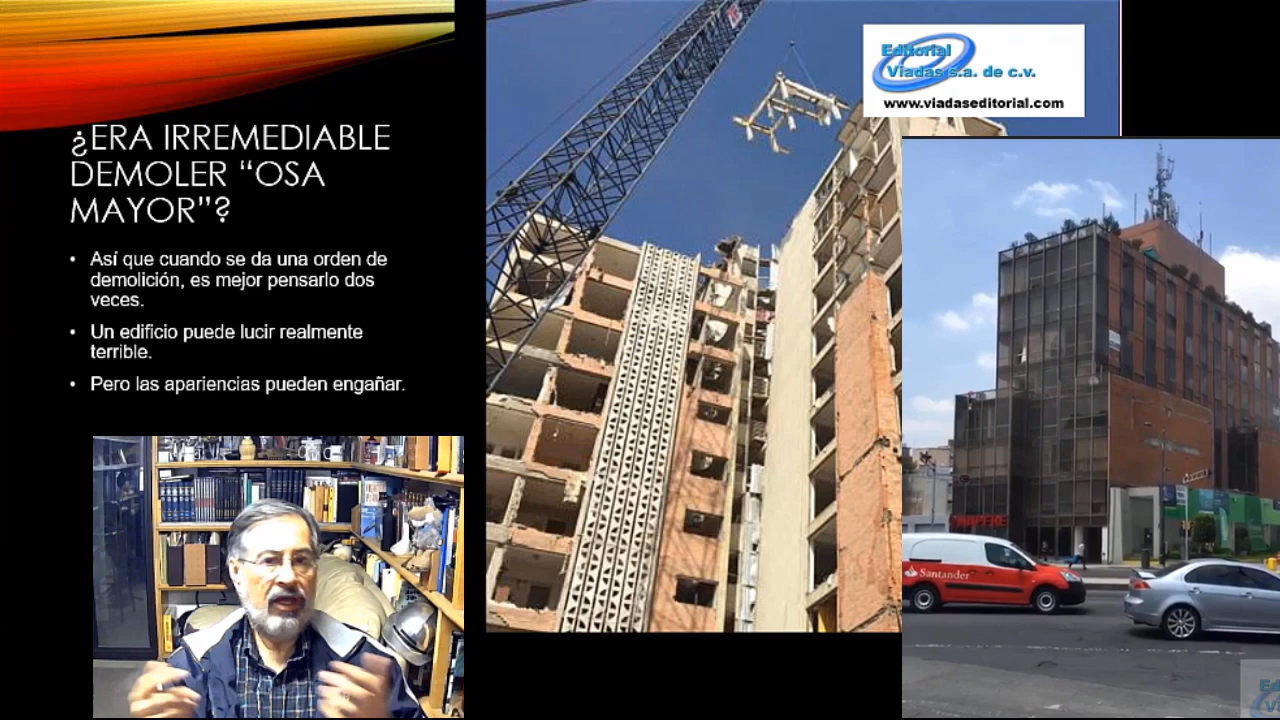 ¿ERA IRREMEDIABLE
DEMOLER “OSA
MAYOR”?
• Así que cuando se da una orden de
demolición, es mejor pensarlo dos
veces.
• Un edificio puede lucir realmente
terrible.
• Pero las apariencias pueden engañar.
Editorial
Viadas s.a. de c.v.
www.viadaseditorial.com
MAPFRE
Santander